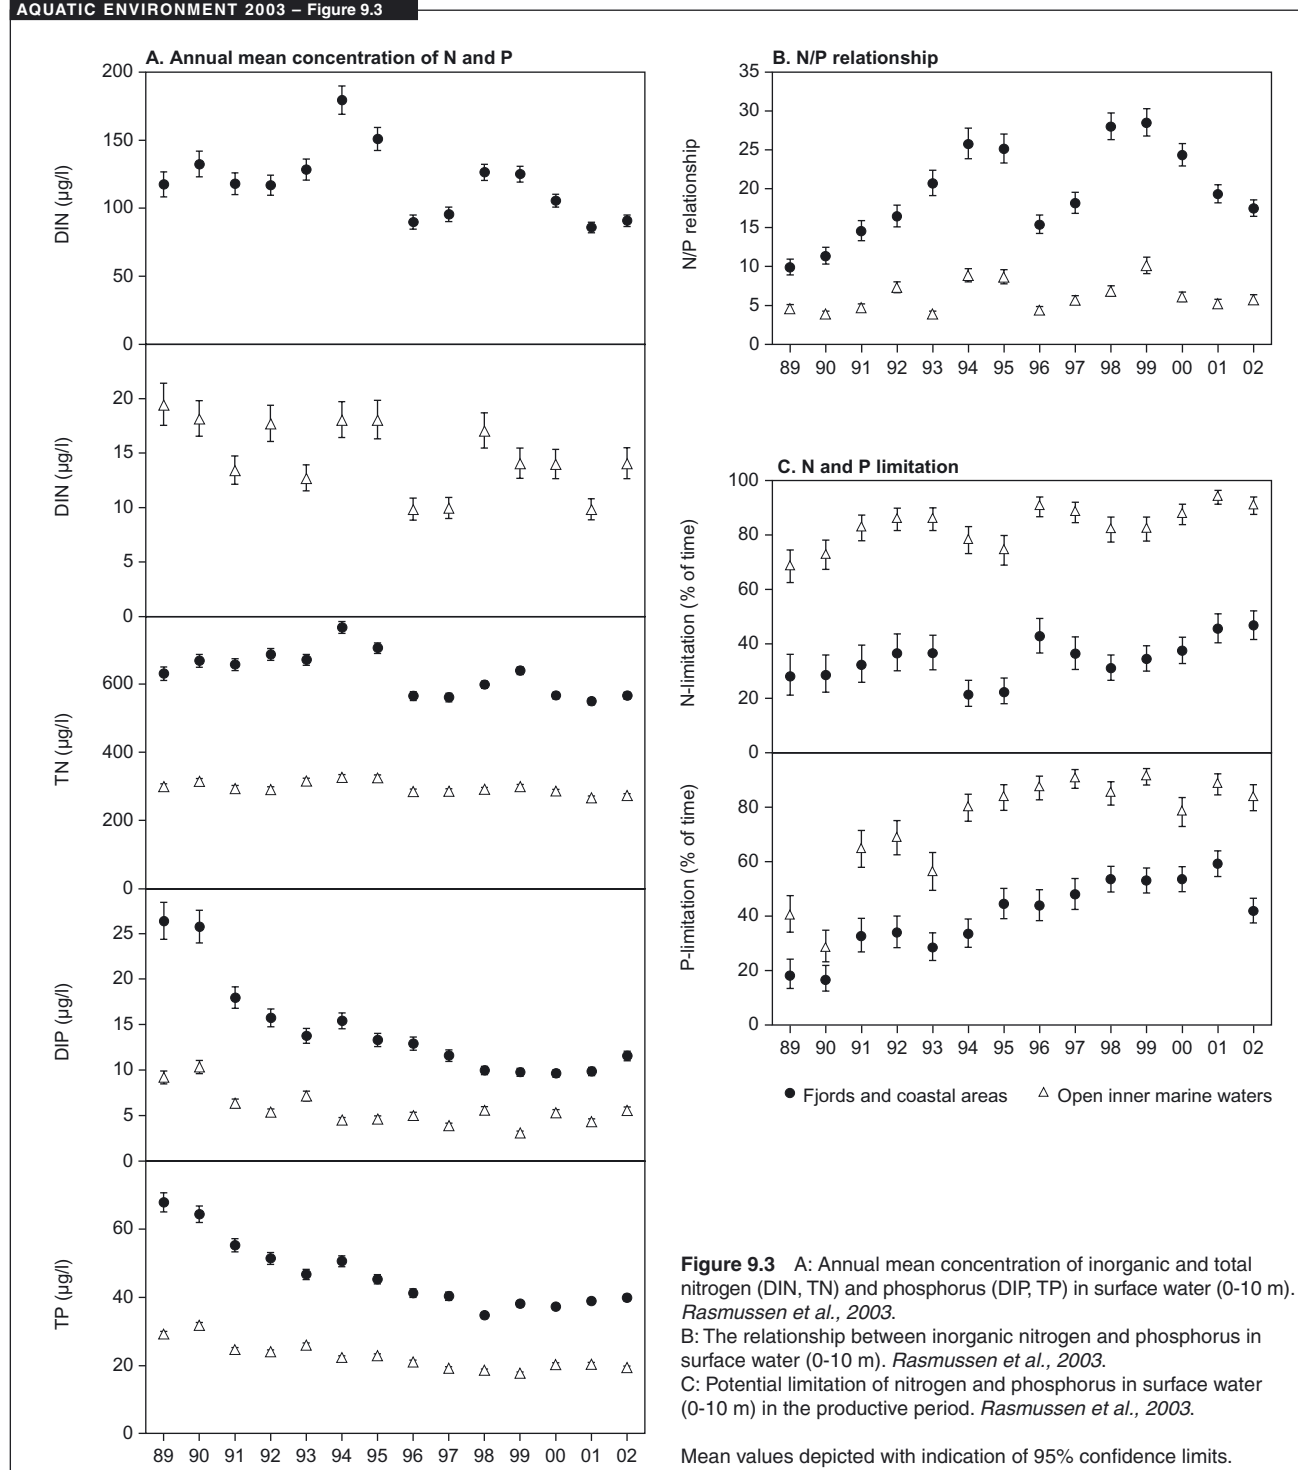 AQUATIC ENVIRONMENT 2003 – Figure 9.3
A. Annual mean concentration of N and P
200
150
100
50
0
DIN (µg/l)
20
15
10
5
0
DIN (µg/l)
600
400
200
0
TN (µg/l)
25
20
15
10
5
0
DIP (µg/l)
60
40
20
0
TP (µg/l)
89 90 91 92 93 94 95 96 97 98 99 00 01 02
B. N/P relationship
35
30
25
20
15
10
5
0
N/P relationship
89 90 91 92 93 94 95 96 97 98 99 00 01 02
C. N and P limitation
100
80
60
40
20
0
N-limitation (% of time)
80
60
40
20
0
P-limitation (% of time)
89 90 91 92 93 94 95 96 97 98 99 00 01 02
Fjords and coastal areas
Open inner marine waters
Figure 9.3 A: Annual mean concentration of inorganic and total
nitrogen (DIN, TN) and phosphorus (DIP, TP) in surface water (0-10 m).
Rasmussen et al., 2003.
B: The relationship between inorganic nitrogen and phosphorus in
surface water (0-10 m). Rasmussen et al., 2003.
C: Potential limitation of nitrogen and phosphorus in surface water
(0-10 m) in the productive period. Rasmussen et al., 2003.
Mean values depicted with indication of 95% confidence limits.